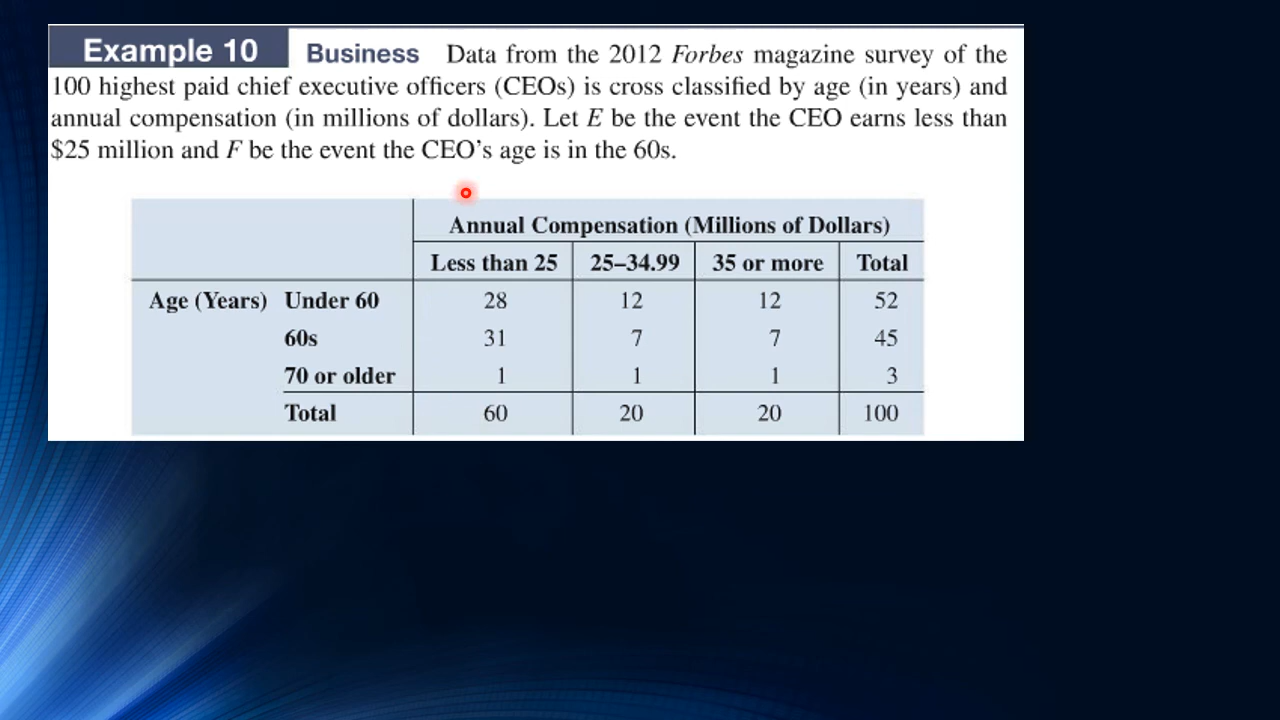 Example 10 Business Data from the 2012 Forbes magazine survey of the
100 highest paid chief executive officers (CEOs) is cross classified by age (in years) and
annual compensation (in millions of dollars). Let E be the event the CEO earns less than
$25 million and F be the event the CEO’s age is in the 60s.
Annual Compensation (Millions of Dollars)
Less than 25 25–34.99 35 or more Total
Age (Years) Under 60 28 12 12 52
60s 31 7 7 45
70 or older 1 1 1 3
Total 60 20 20 100